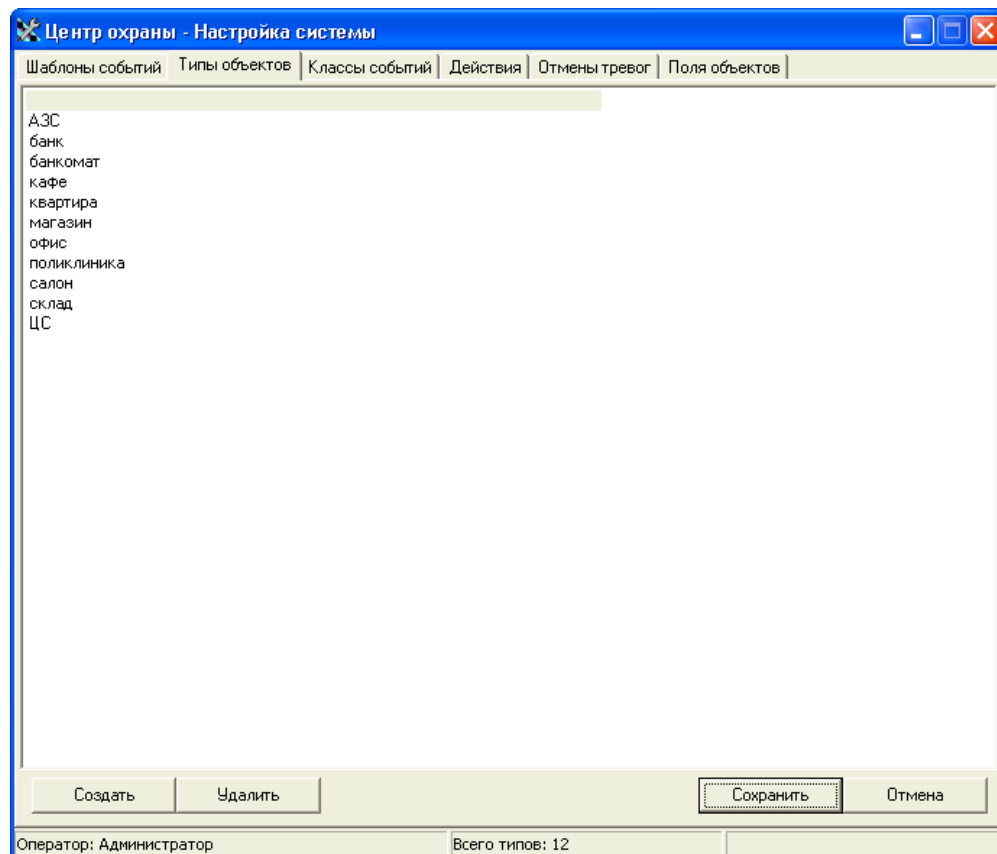 Центр охраны - Настройка системы
Шаблоны событий Типы объектов Классы событий Действия Отмены тревог Поля объектов
АЗС
банк
банкомат
кафе
квартира
магазин
офис
поликлиника
салон
склад
ЦС
Создать Удалить Сохранить Отмена
Оператор: Администратор Всего типов: 12